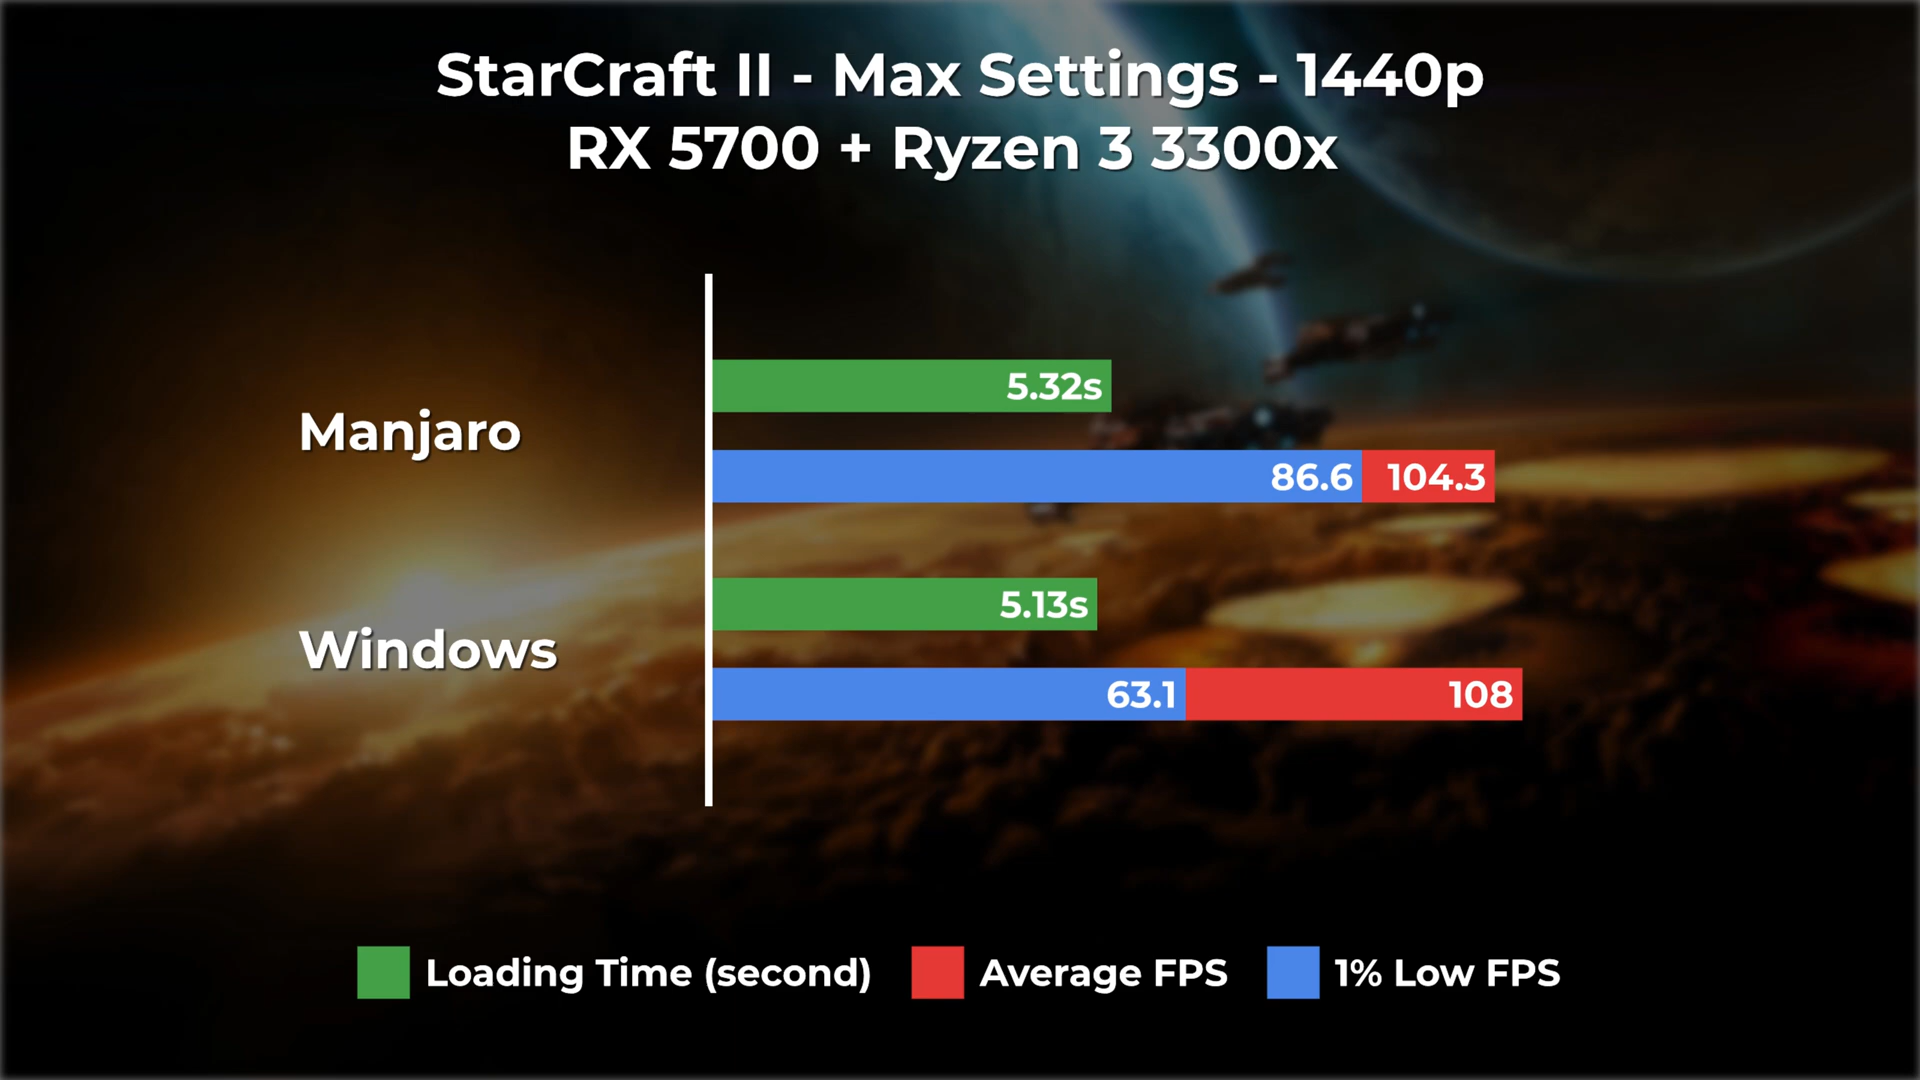 StarCraft II - Max Settings - 1440p
RX 5700 + Ryzen 3 3300x
Manjaro
5.32s
86.6 104.3
Windows
5.13s
63.1 108
Loading Time (second) Average FPS 1% Low FPS